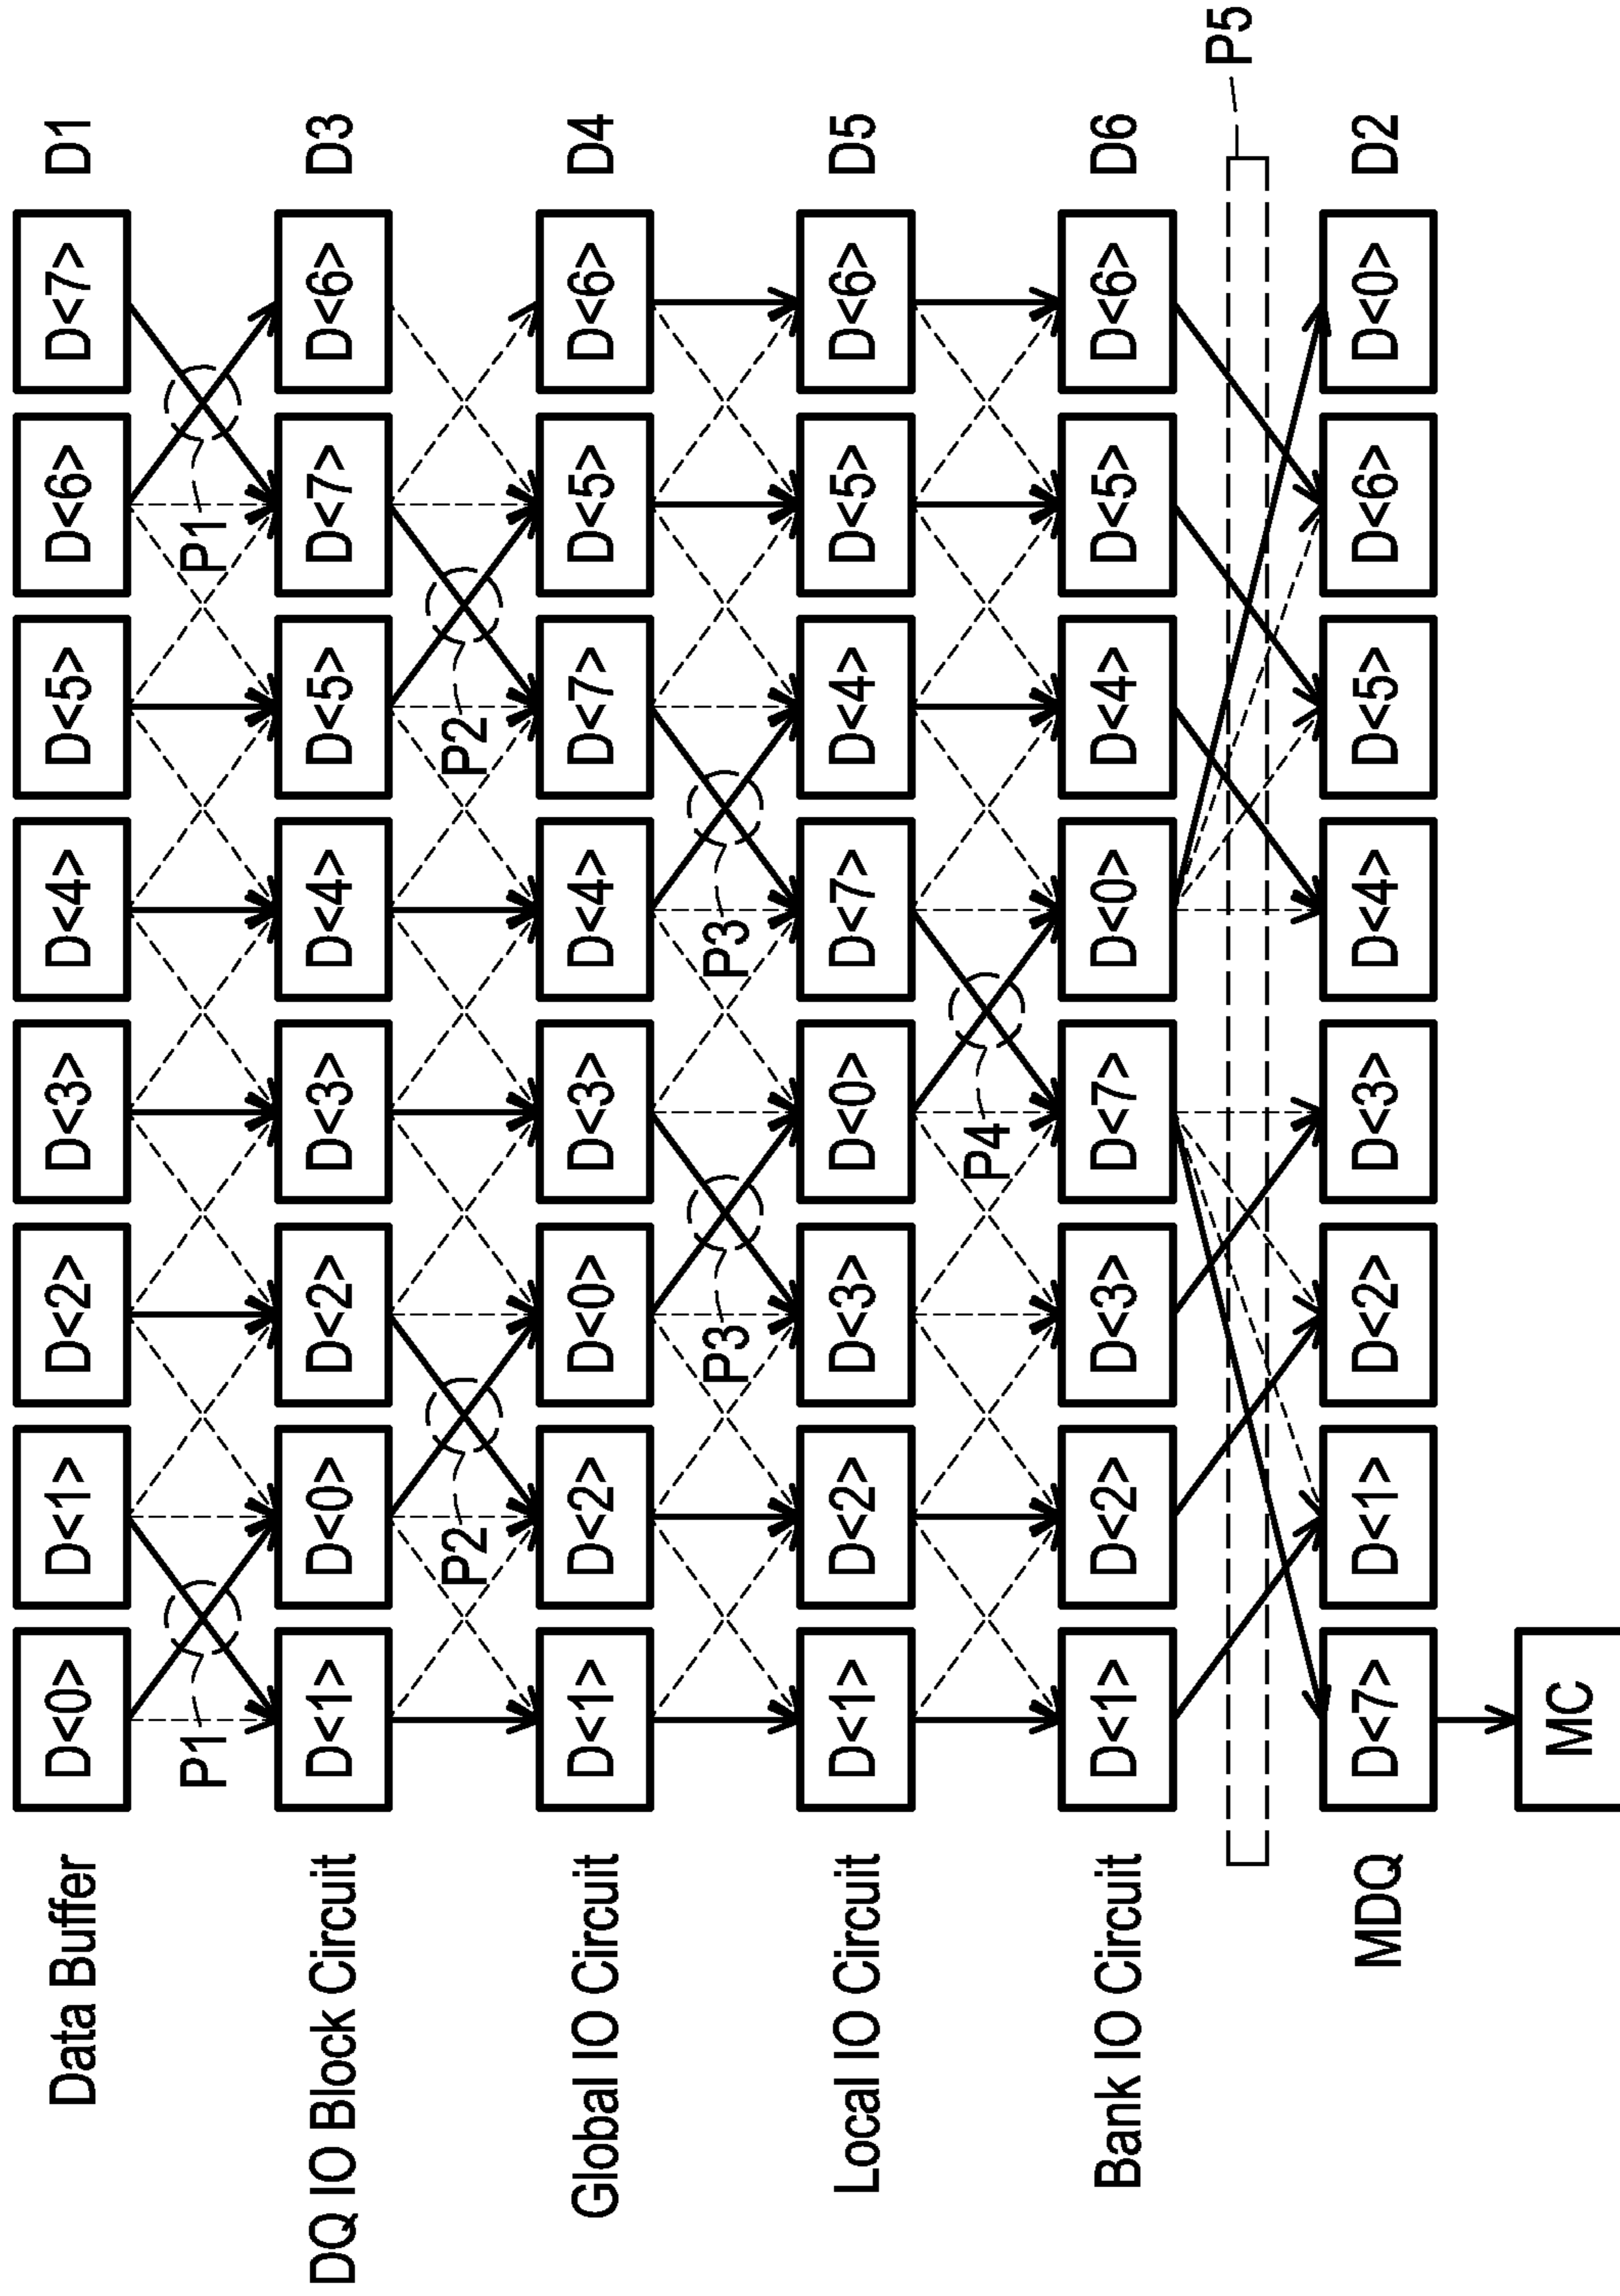 Data Buffer D<0> D<1> D<2> D<3> D<4> D<5> D<6> D<7> D1
P1 P1
DQ IO Block Circuit D<1> D<0> D<2> D<3> D<4> D<5> D<7> D<6> D3
P2 P2
Global IO Circuit D<1> D<2> D<0> D<3> D<4> D<7> D<5> D<6> D4
P3 P3
Local IO Circuit D<1> D<2> D<3> D<0> D<7> D<4> D<5> D<6> D5
P4
Bank IO Circuit D<1> D<2> D<3> D<7> D<0> D<4> D<5> D<6> D6
P5
MDQ D<7> D<1> D<2> D<3> D<4> D<5> D<6> D<0> D2
MC